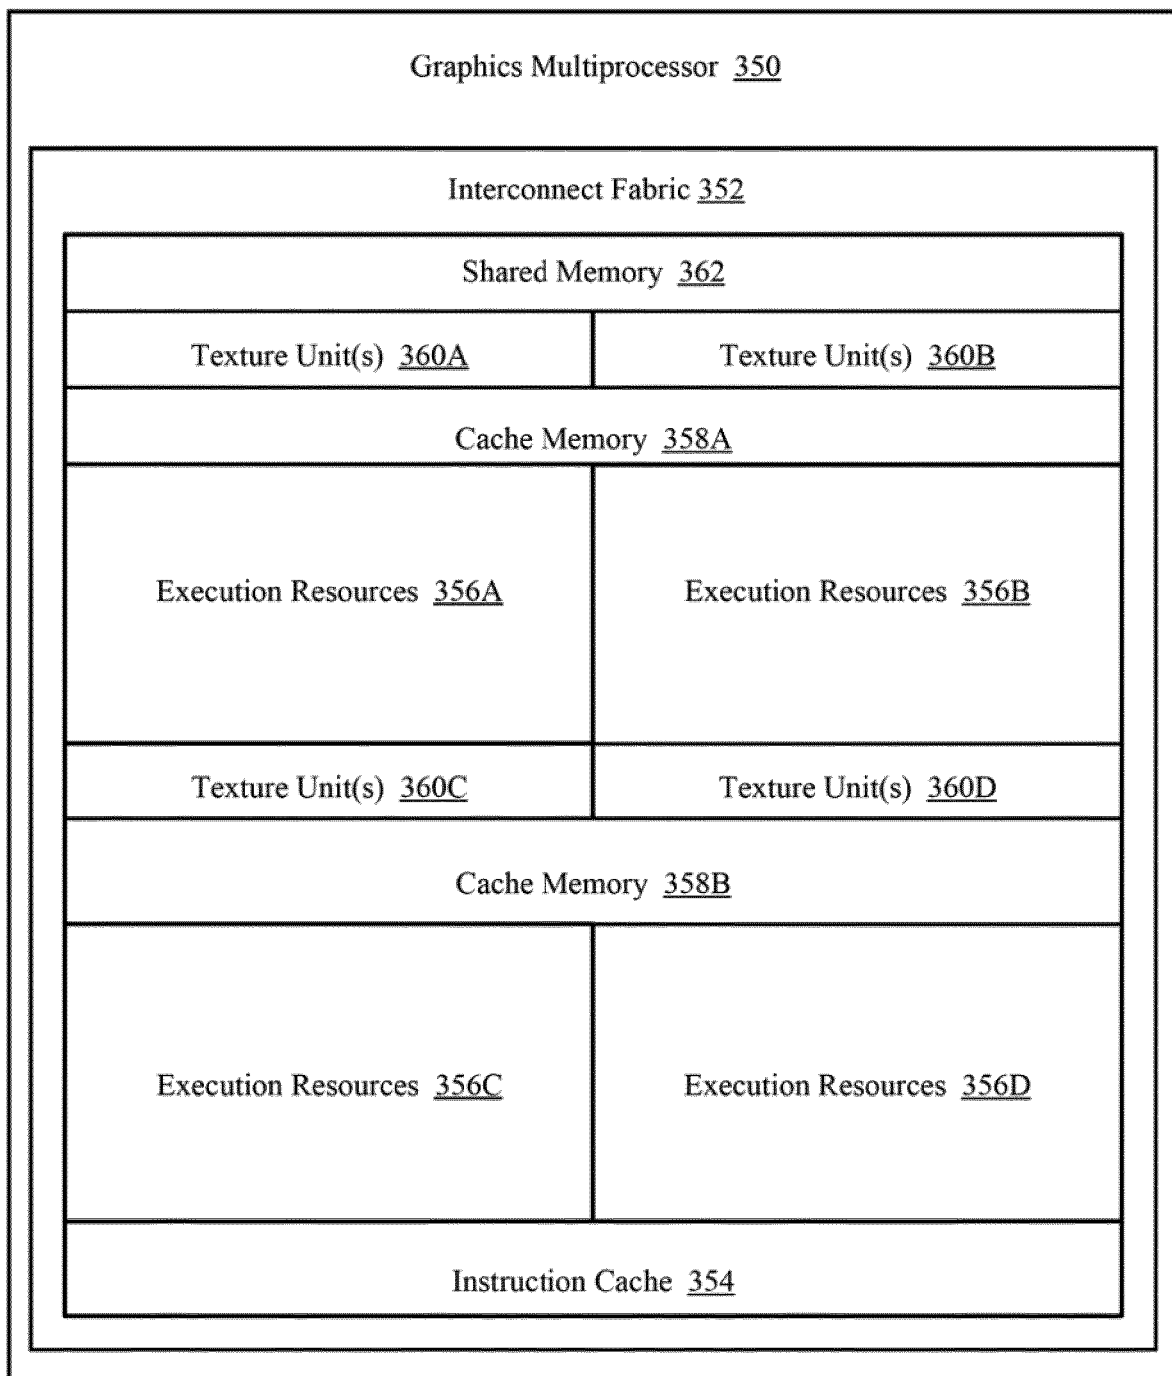 Graphics Multiprocessor 350
Interconnect Fabric 352
Shared Memory 362
Texture Unit(s) 360A
Texture Unit(s) 360B
Cache Memory 358A
Execution Resources 356A
Execution Resources 356B
Texture Unit(s) 360C
Texture Unit(s) 360D
Cache Memory 358B
Execution Resources 356C
Execution Resources 356D
Instruction Cache 354